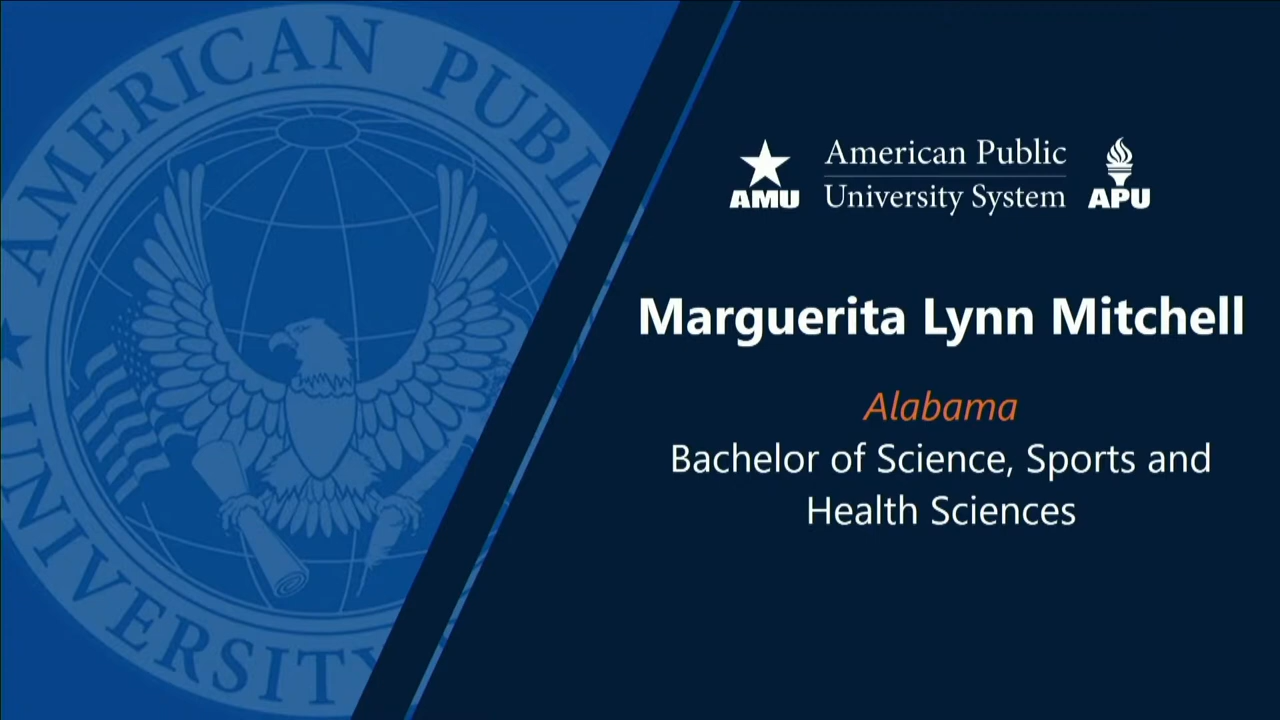 AMERICAN PUBLI
UNIVERSITY
American Public
University System
AMU
APU
Marguerita Lynn Mitchell
Alabama
Bachelor of Science, Sports and
Health Sciences